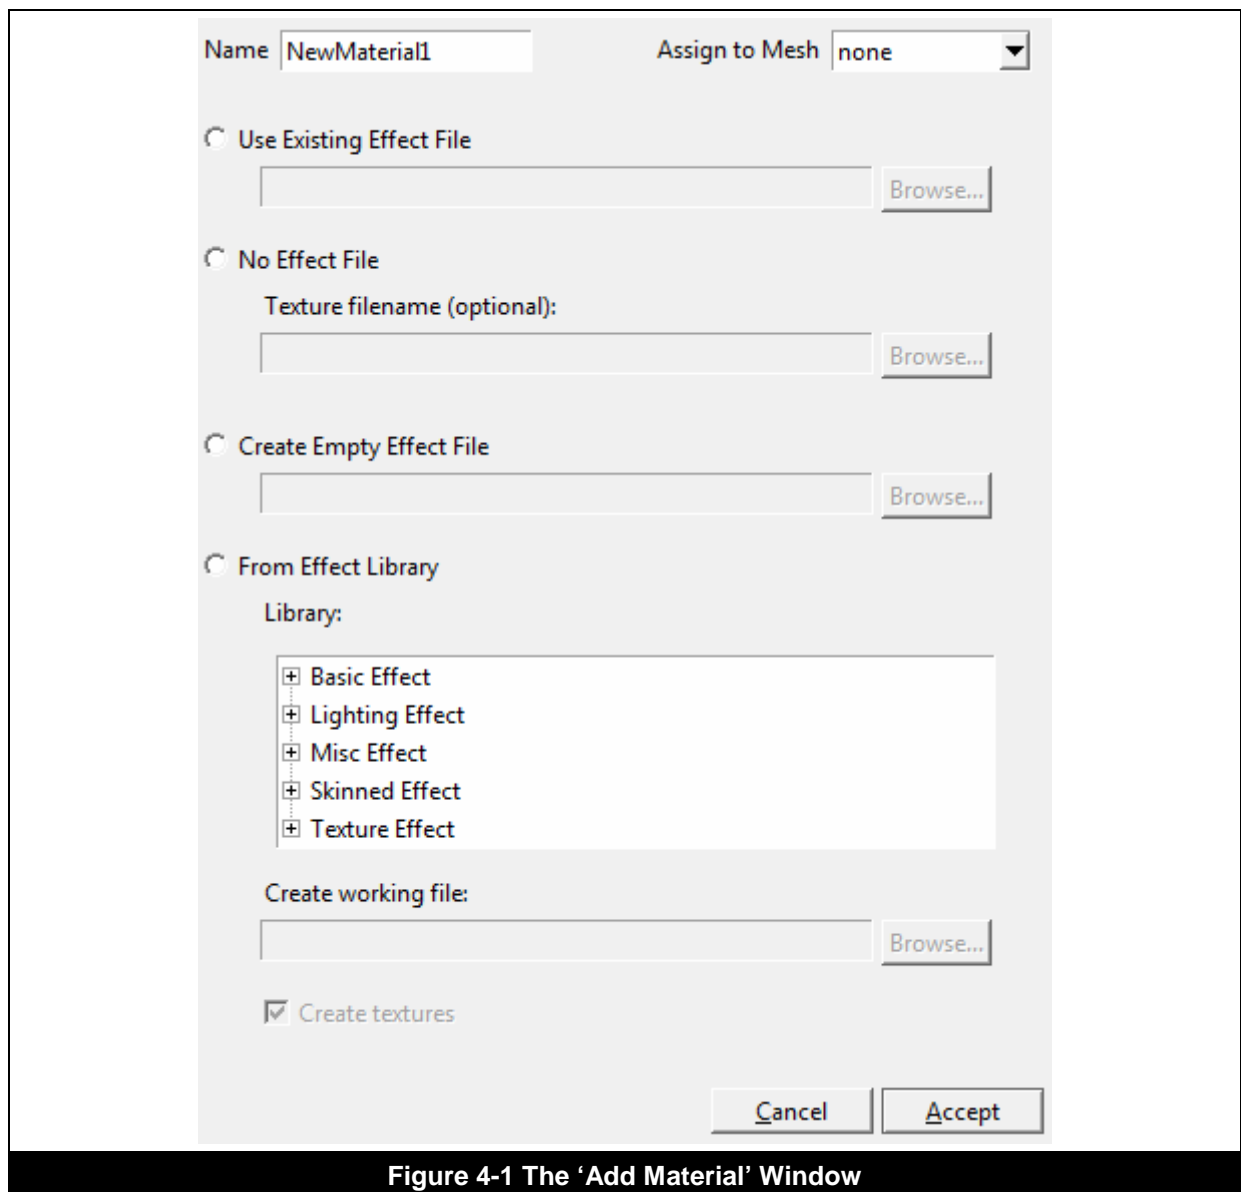 Name NewMaterial1 Assign to Mesh none
Use Existing Effect File
Browse...
No Effect File
Texture filename (optional):
Browse...
Create Empty Effect File
Browse...
From Effect Library
Library:
Basic Effect
Lighting Effect
Misc Effect
Skinned Effect
Texture Effect
Create working file:
Browse...
Create textures
Cancel Accept
Figure 4-1 The ‘Add Material’ Window